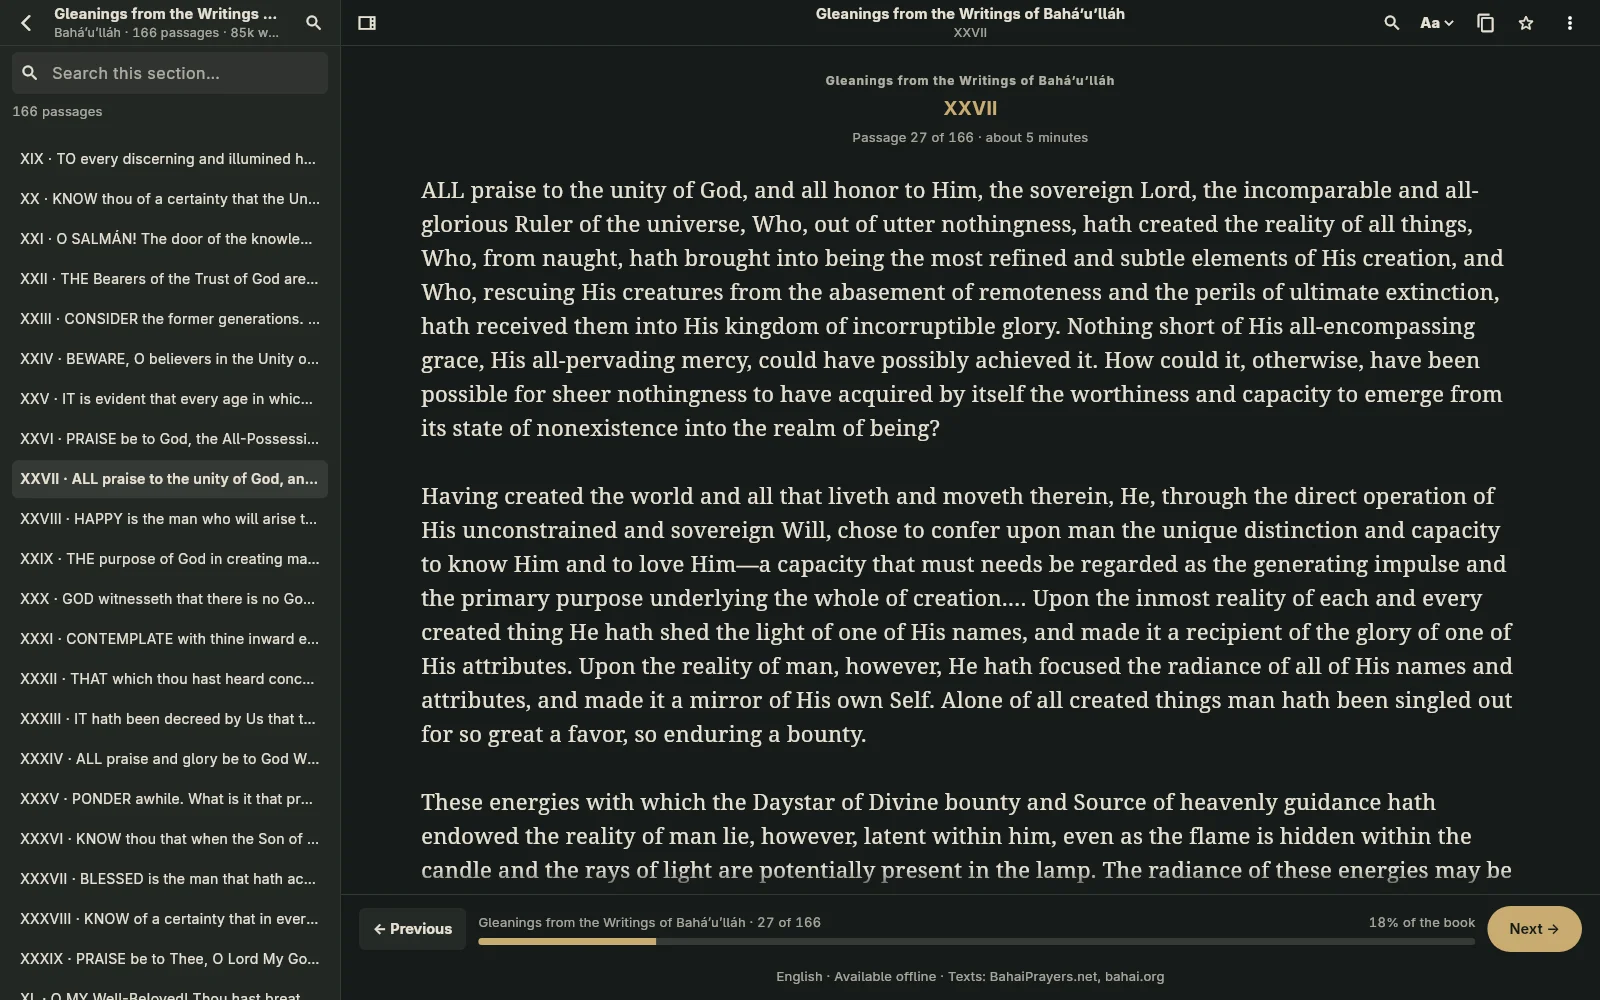 Gleanings from the Writings ...
Bahá’u’lláh · 166 passages · 85k w...
Search this section...
166 passages
XIX · TO every discerning and illumined h...
XX · KNOW thou of a certainty that the Un...
XXI · O SALMÁN! The door of the knowle...
XXII · THE Bearers of the Trust of God are...
XXIII · CONSIDER the former generations. ...
XXIV · BEWARE, O believers in the Unity o...
XXV · IT is evident that every age in whic...
XXVI · PRAISE be to God, the All-Possessi...
XXVII · ALL praise to the unity of God, an...
XXVIII · HAPPY is the man who will arise t...
XXIX · THE purpose of God in creating ma...
XXX · GOD witnesseth that there is no Go...
XXXI · CONTEMPLATE with thine inward e...
XXXII · THAT which thou hast heard conc...
XXXIII · IT hath been decreed by Us that t...
XXXIV · ALL praise and glory be to God W...
XXXV · PONDER awhile. What is it that pr...
XXXVI · KNOW thou that when the Son of ...
XXXVII · BLESSED is the man that hath ac...
XXXVIII · KNOW of a certainty that in ever...
XXXIX · PRAISE be to Thee, O Lord My Go...
XL · O MY Well-Beloved! Thou hast breat...
Gleanings from the Writings of Bahá’u’lláh
XXVII
Aa
Gleanings from the Writings of Bahá’u’lláh
XXVII
Passage 27 of 166 · about 5 minutes
ALL praise to the unity of God, and all honor to Him, the sovereign Lord, the incomparable and all-
glorious Ruler of the universe, Who, out of utter nothingness, hath created the reality of all things,
Who, from naught, hath brought into being the most refined and subtle elements of His creation, and
Who, rescuing His creatures from the abasement of remoteness and the perils of ultimate extinction,
hath received them into His kingdom of incorruptible glory. Nothing short of His all-encompassing
grace, His all-pervading mercy, could have possibly achieved it. How could it, otherwise, have been
possible for sheer nothingness to have acquired by itself the worthiness and capacity to emerge from
its state of nonexistence into the realm of being?
Having created the world and all that liveth and moveth therein, He, through the direct operation of
His unconstrained and sovereign Will, chose to confer upon man the unique distinction and capacity
to know Him and to love Him—a capacity that must needs be regarded as the generating impulse and
the primary purpose underlying the whole of creation.... Upon the inmost reality of each and every
created thing He hath shed the light of one of His names, and made it a recipient of the glory of one of
His attributes. Upon the reality of man, however, He hath focused the radiance of all of His names and
attributes, and made it a mirror of His own Self. Alone of all created things man hath been singled out
for so great a favor, so enduring a bounty.
These energies with which the Daystar of Divine bounty and Source of heavenly guidance hath
endowed the reality of man lie, however, latent within him, even as the flame is hidden within the
candle and the rays of light are potentially present in the lamp. The radiance of these energies may be
← Previous
Gleanings from the Writings of Bahá’u’lláh · 27 of 166
18% of the book
Next →
English · Available offline · Texts: BahaiPrayers.net, bahai.org